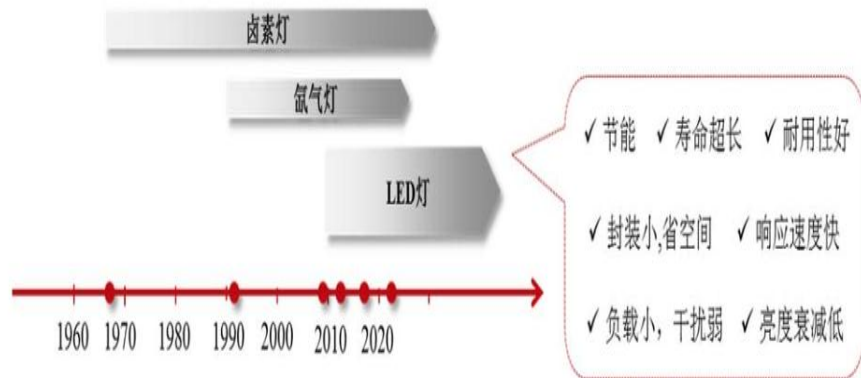 卤素灯
氙气灯
LED灯
✓ 节能 ✓ 寿命超长 ✓ 耐用性好
✓ 封装小,省空间 ✓ 响应速度快
✓ 负载小，干扰弱 ✓ 亮度衰减低
1960 1970 1980 1990 2000 2010 2020